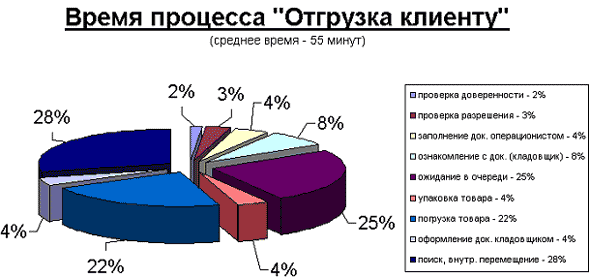 Время процесса "Отгрузка клиенту"
(среднее время - 55 минут)
2%
3%
4%
8%
28%
25%
4%
22%
4%
проверка доверенности - 2%
проверка разрешения - 3%
заполнение док. операционистом - 4%
ознакомление с док. (кладовщик) - 8%
ожидание в очереди - 25%
упаковка товара - 4%
погрузка товара - 22%
оформление док. кладовщиком - 4%
поиск, внутр. перемещение - 28%